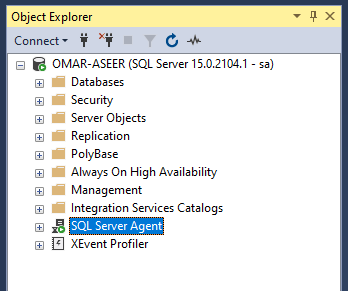 Object Explorer
Connect
OMAR-ASEER (SQL Server 15.0.2104.1 - sa)
Databases
Security
Server Objects
Replication
PolyBase
Always On High Availability
Management
Integration Services Catalogs
SQL Server Agent
XEvent Profiler